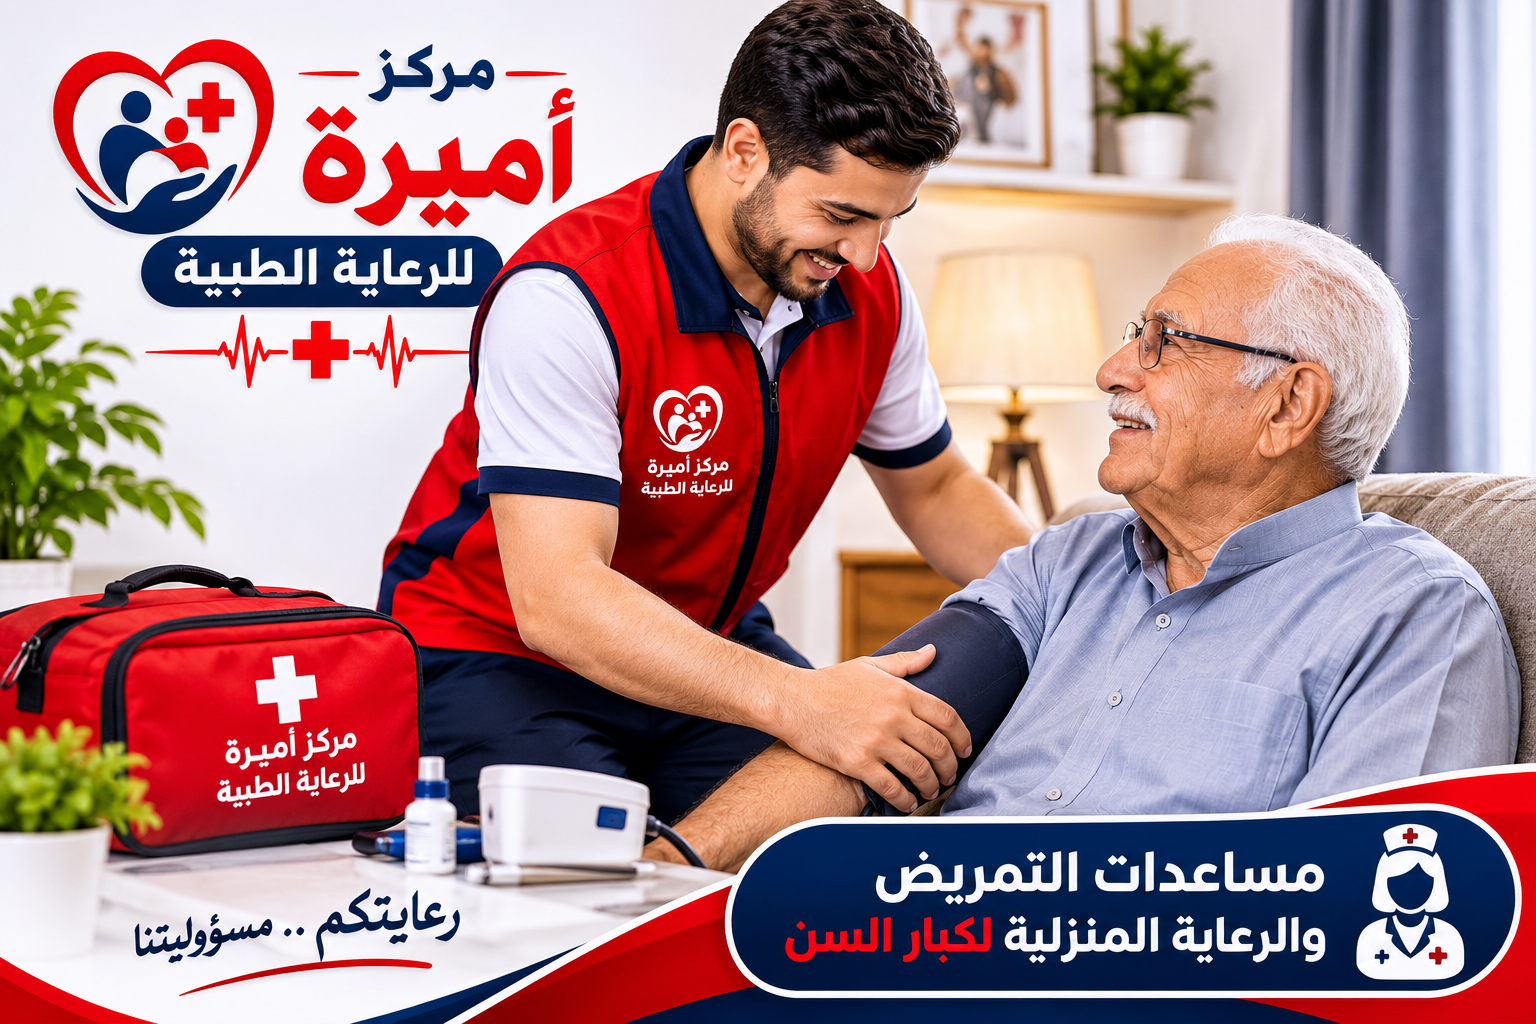 مركز
أميرة
للرعاية الطبية
مركز أميرة
للرعاية الطبية
مركز أميرة
للرعاية الطبية
رعايتكم .. مسؤوليتنا
مساعدات التمريض
والرعاية المنزلية لكبار السن